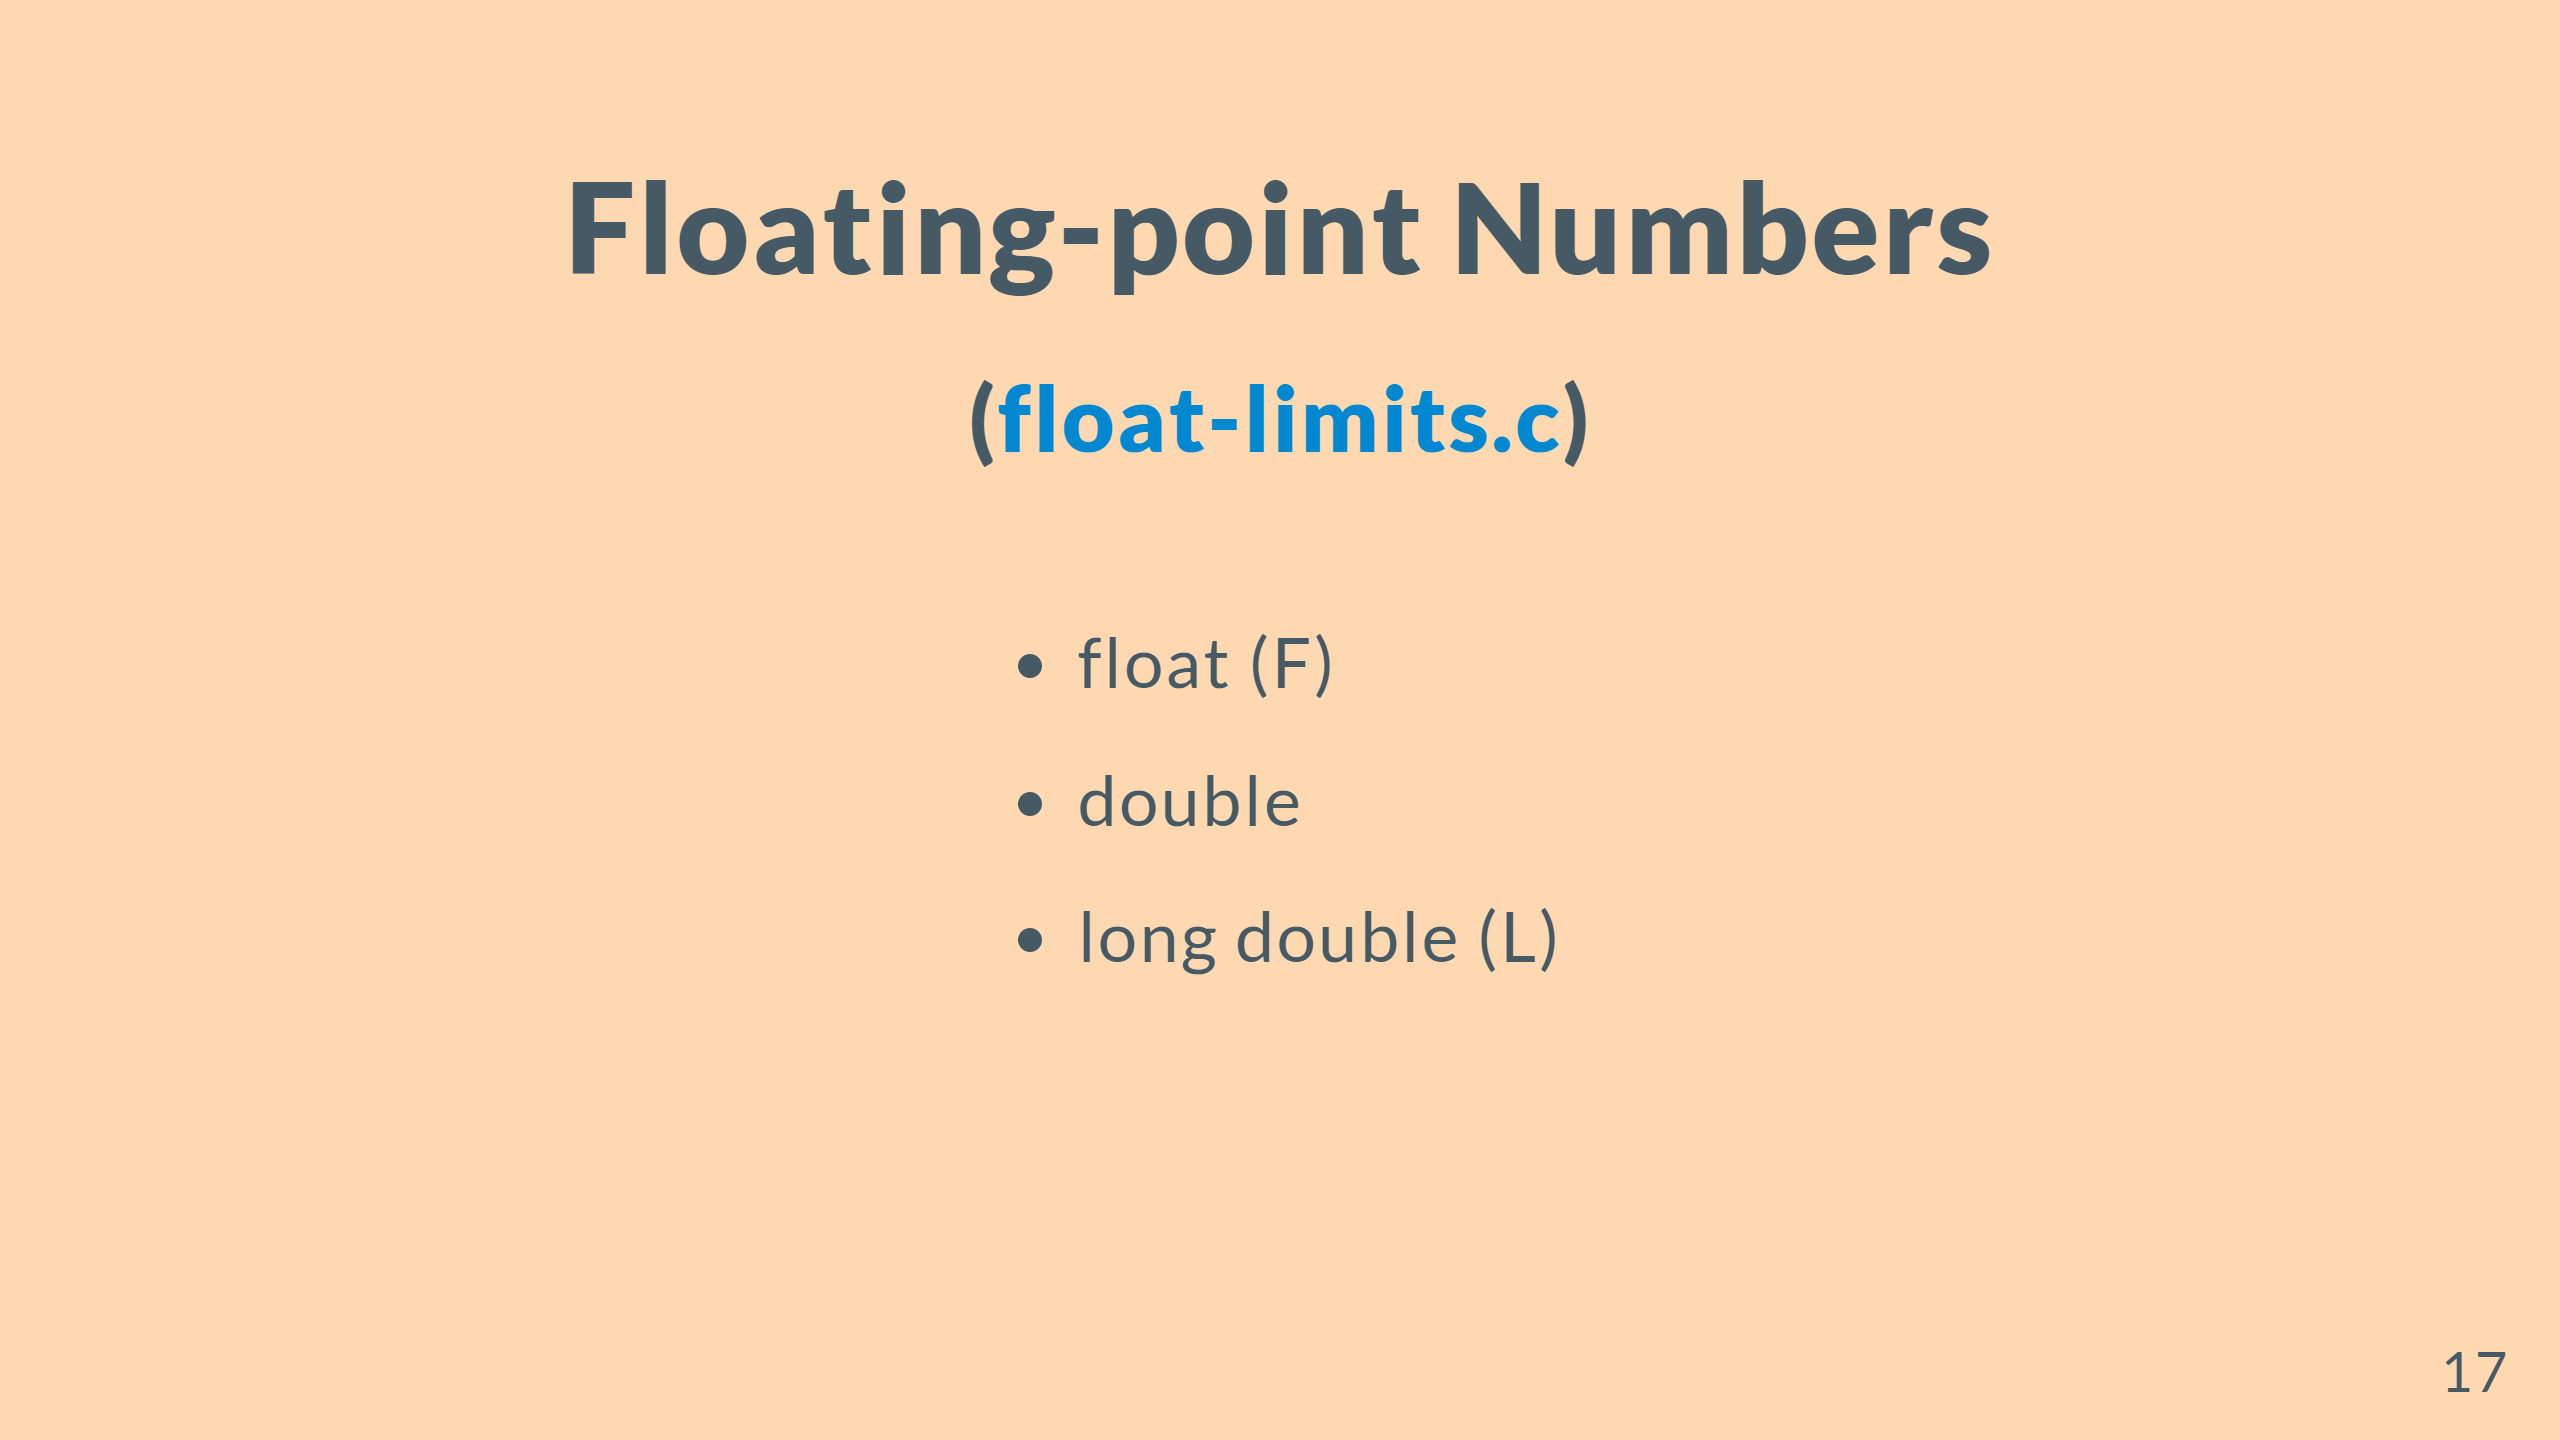 Floating-point Numbers
(float-limits.c)
• float (F)
• double
• long double (L)
17